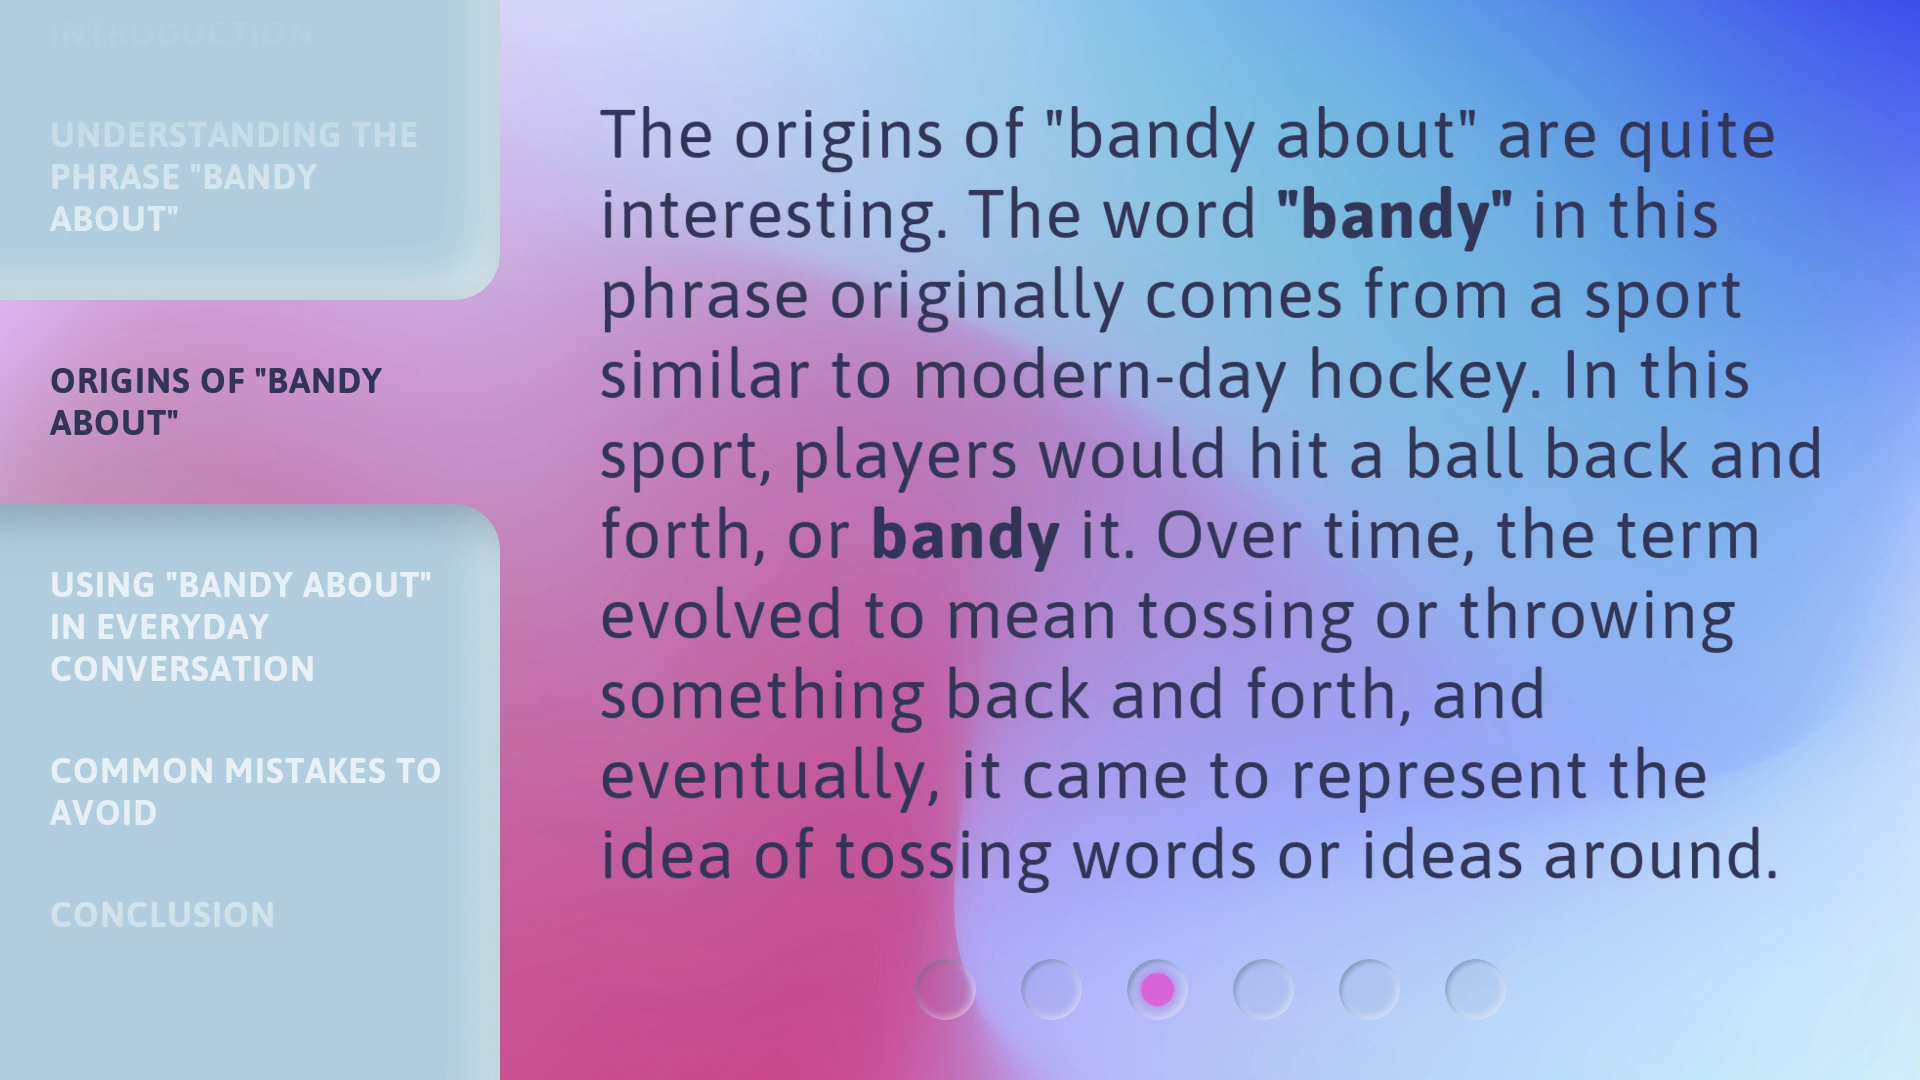 INTRODUCTION
UNDERSTANDING THE
PHRASE "BANDY
ABOUT"
ORIGINS OF "BANDY
ABOUT"
USING "BANDY ABOUT"
IN EVERYDAY
CONVERSATION
COMMON MISTAKES TO
AVOID
CONCLUSION
The origins of "bandy about" are quite
interesting. The word "bandy" in this
phrase originally comes from a sport
similar to modern-day hockey. In this
sport, players would hit a ball back and
forth, or bandy it. Over time, the term
evolved to mean tossing or throwing
something back and forth, and
eventually, it came to represent the
idea of tossing words or ideas around.